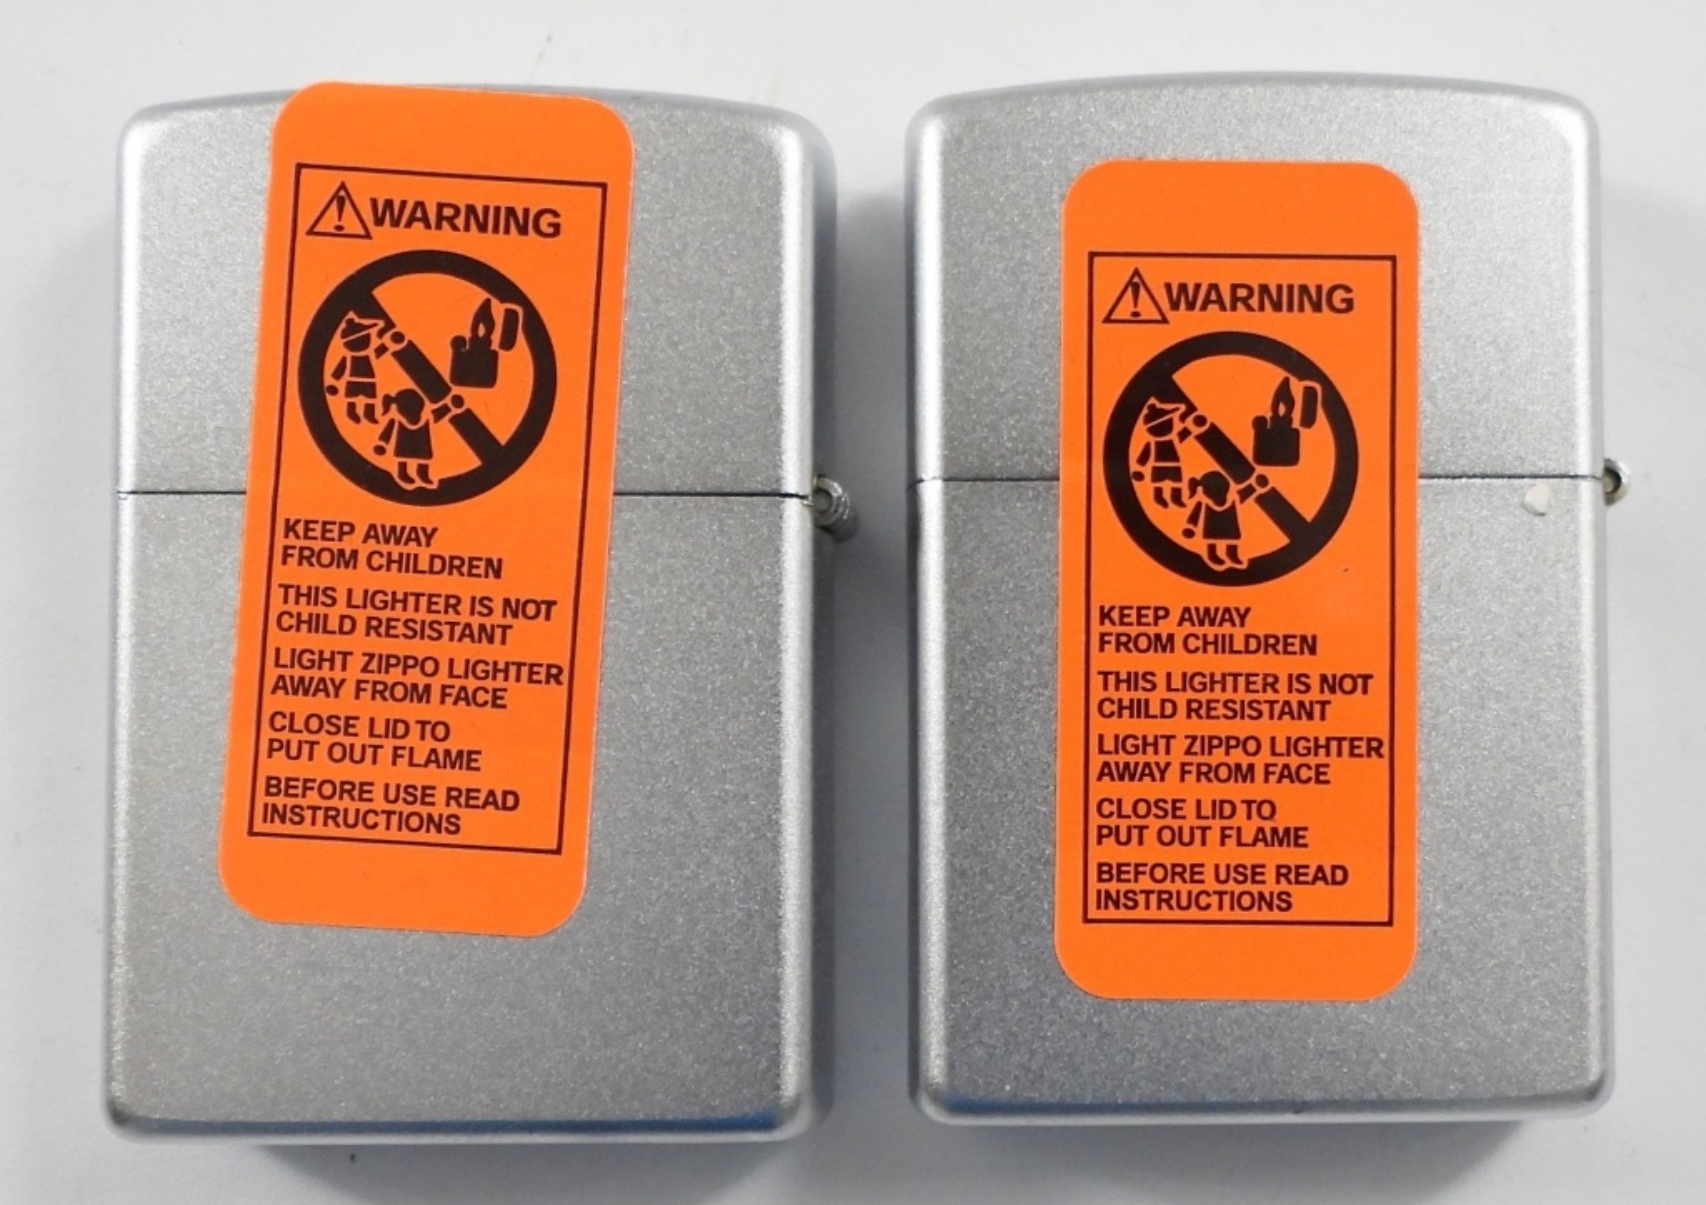 WARNING
KEEP AWAY
FROM CHILDREN
THIS LIGHTER IS NOT
CHILD RESISTANT
LIGHT ZIPPO LIGHTER
AWAY FROM FACE
CLOSE LID TO
PUT OUT FLAME
BEFORE USE READ
INSTRUCTIONS
WARNING
KEEP AWAY
FROM CHILDREN
THIS LIGHTER IS NOT
CHILD RESISTANT
LIGHT ZIPPO LIGHTER
AWAY FROM FACE
CLOSE LID TO
PUT OUT FLAME
BEFORE USE READ
INSTRUCTIONS